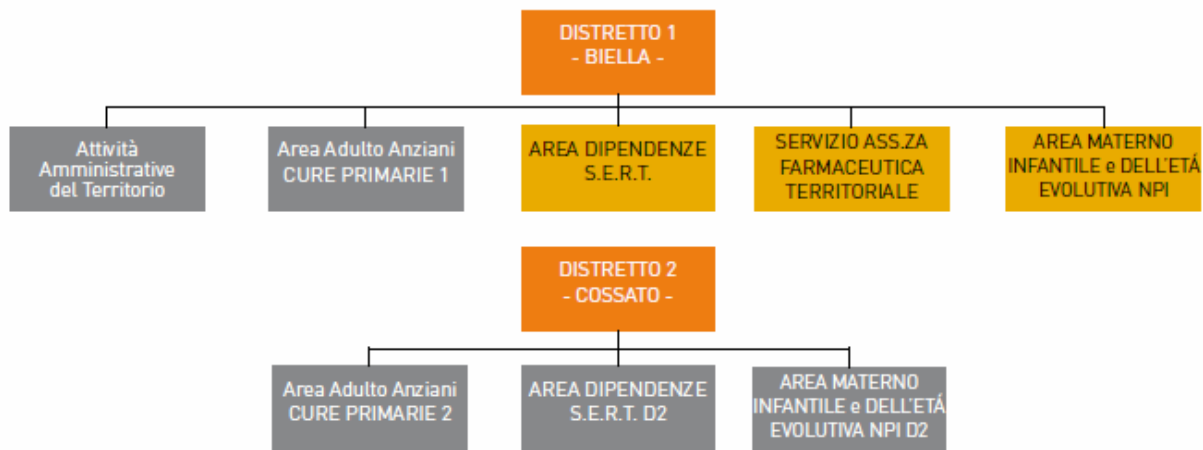 DISTRETTO 1
- BIELLA -
Attività
Amministrative
del Territorio
Area Adulto Anziani
CURE PRIMARIE 1
AREA DIPENDENZE
S.E.R.T.
SERVIZIO ASS.ZA
FARMACEUTICA
TERRITORIALE
AREA MATERNO
INFANTILE e DELL'ETÁ
EVOLUTIVA NPI
DISTRETTO 2
- COSSATO -
Area Adulto Anziani
CURE PRIMARIE 2
AREA DIPENDENZE
S.E.R.T. D2
AREA MATERNO
INFANTILE e DELL'ETÁ
EVOLUTIVA NPI D2